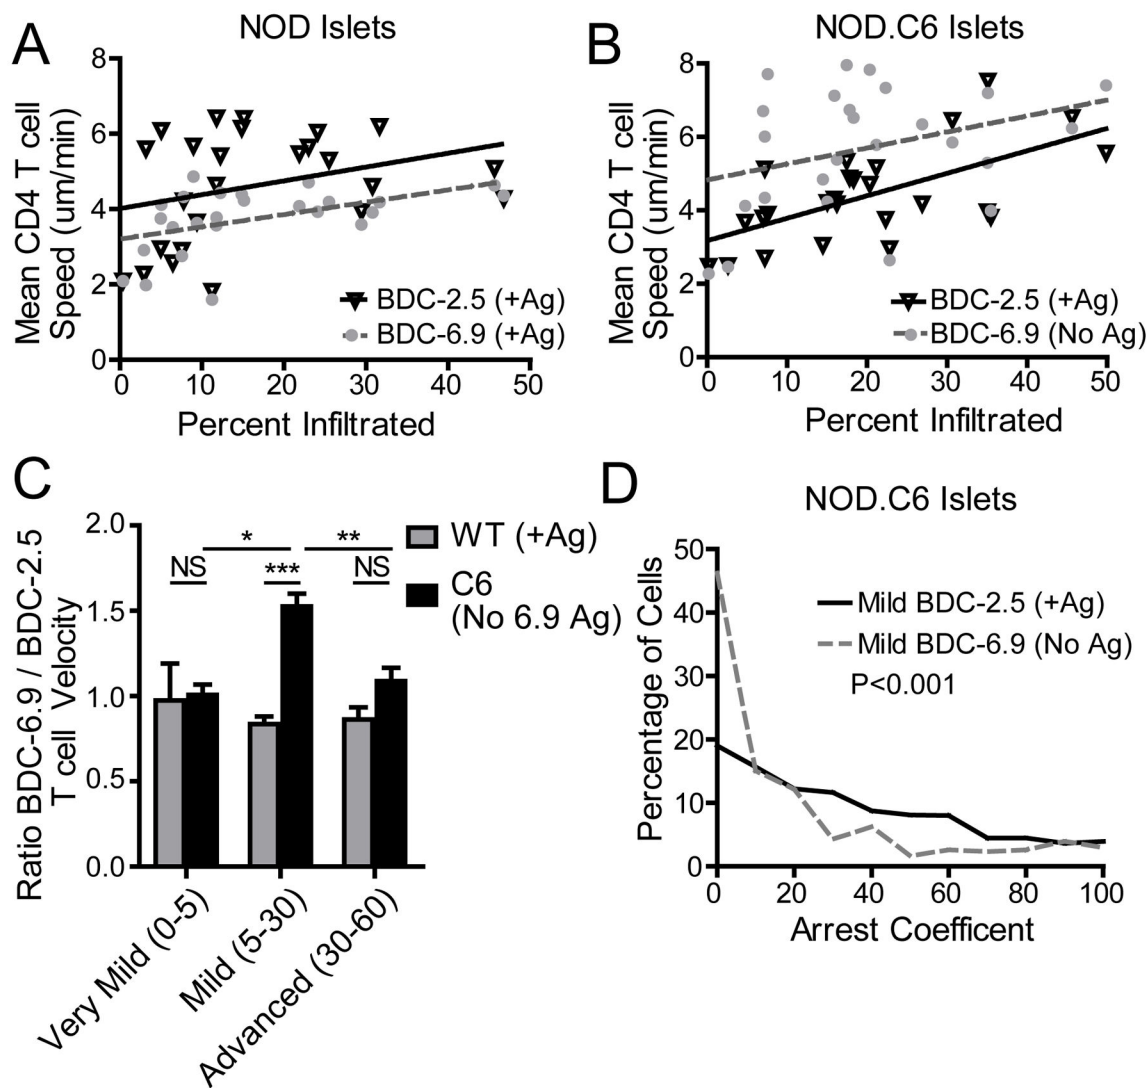 A
NOD Islets
Mean CD4 T cell
Speed (um/min)
8
6
4
2
0
BDC-2.5 (+Ag)
BDC-6.9 (+Ag)
0 10 20 30 40 50
Percent Infiltrated
B
NOD.C6 Islets
Mean CD4 T cell
Speed (um/min)
8
6
4
2
0
BDC-2.5 (+Ag)
BDC-6.9 (No Ag)
0 10 20 30 40 50
Percent Infiltrated
C
Ratio BDC-6.9 / BDC-2.5
T cell Velocity
2.0
1.5
1.0
0.5
0.0
* **
NS *** NS
WT (+Ag)
C6
(No 6.9 Ag)
Very Mild (0-5)
Mild (5-30)
Advanced (30-60)
D
NOD.C6 Islets
Percentage of Cells
50
40
30
20
10
0
Mild BDC-2.5 (+Ag)
Mild BDC-6.9 (No Ag)
P<0.001
0 20 40 60 80 100
Arrest Coefficent